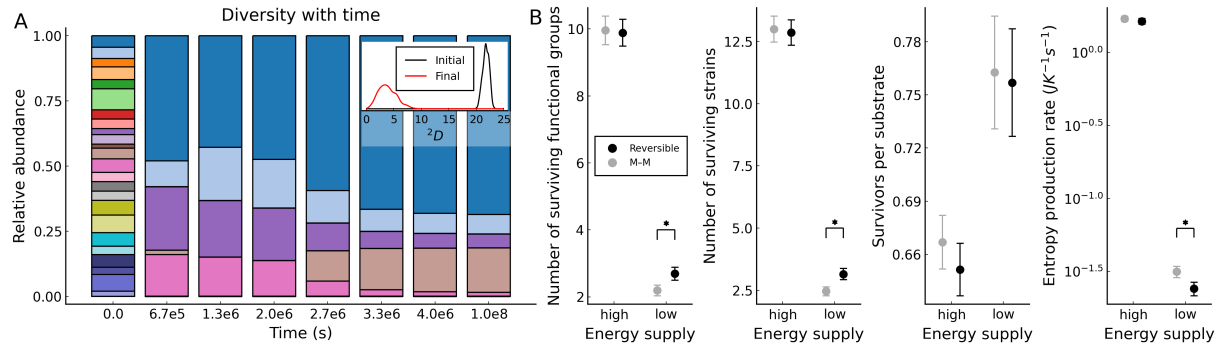 A
Diversity with time
Relative abundance
1.00
0.75
0.50
0.25
0.00
0.0
6.7e5
1.3e6
2.0e6
2.7e6
3.3e6
4.0e6
1.0e8
Time (s)
Initial
Final
0
5
10
15
20
25
²D
B
Number of surviving functional groups
10
8
6
4
2
Reversible
M–M
*
high
low
Energy supply
Number of surviving strains
12.5
10.0
7.5
5.0
2.5
*
high
low
Energy supply
Survivors per substrate
0.78
0.75
0.72
0.69
0.66
high
low
Energy supply
Entropy production rate (JK⁻¹s⁻¹)
10⁰·⁰
10⁻⁰·⁵
10⁻¹·⁰
10⁻¹·⁵
*
high
low
Energy supply